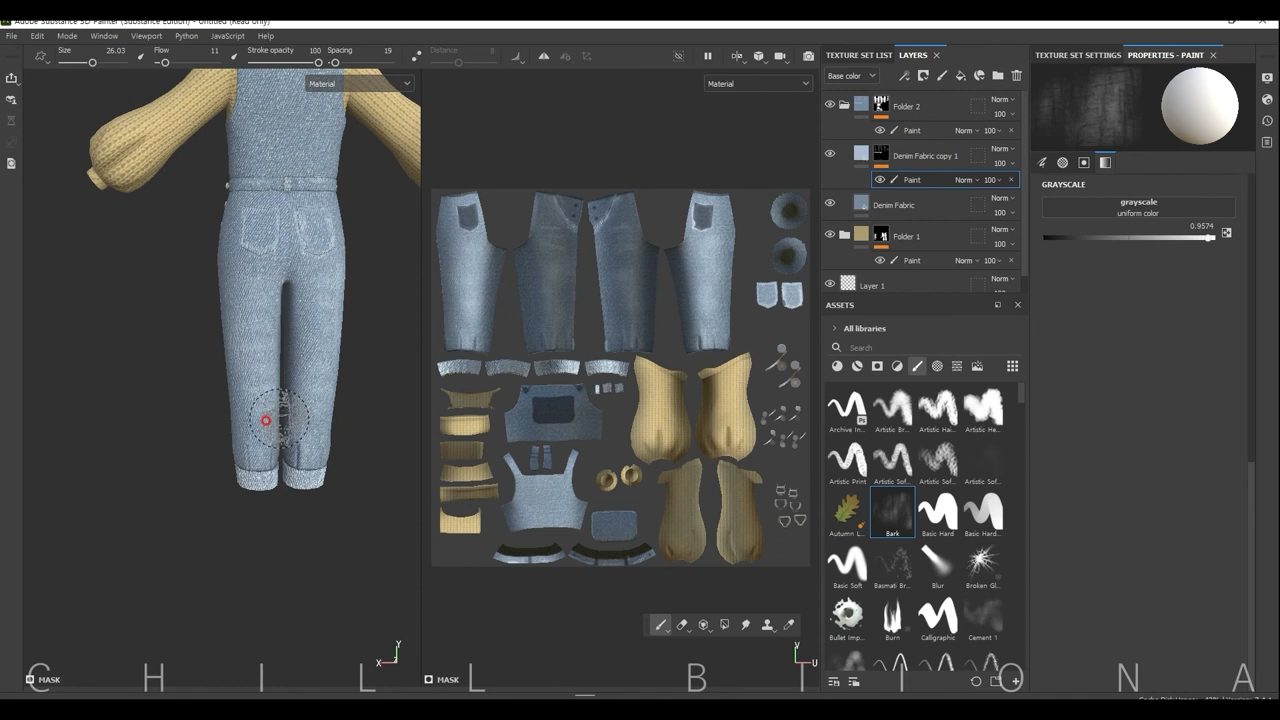 Adobe Substance 3D Painter (Substance Edition) - Untitled (Read Only)
File Edit Mode Window Viewport Python JavaScript Help
Size 26.03 Flow 11 Stroke opacity 100 Spacing 19 Distance 8
Material
Material
TEXTURE SET LIST LAYERS
Base color
Folder 2 Norm 100
Paint Norm 100
Denim Fabric copy 1 Norm 100
Paint Norm 100
Denim Fabric Norm 100
Folder 1 Norm 100
Paint Norm 100
Layer 1 Norm
TEXTURE SET SETTINGS PROPERTIES - PAINT
GRAYSCALE
grayscale
uniform color
0.9574
ASSETS
All libraries
Search
Archive In... Artistic Br... Artistic Hai... Artistic He...
Artistic Print Artistic Sof... Artistic Sof... Artistic Sof...
Autumn L... Bark Basic Hard Basic Hard...
Basic Soft Basmati Br... Blur Broken Gl...
Bullet Imp... Burn Calligraphic Cement 1
Y
X Z
V
U
MASK
MASK
C H I L L B T I O N A